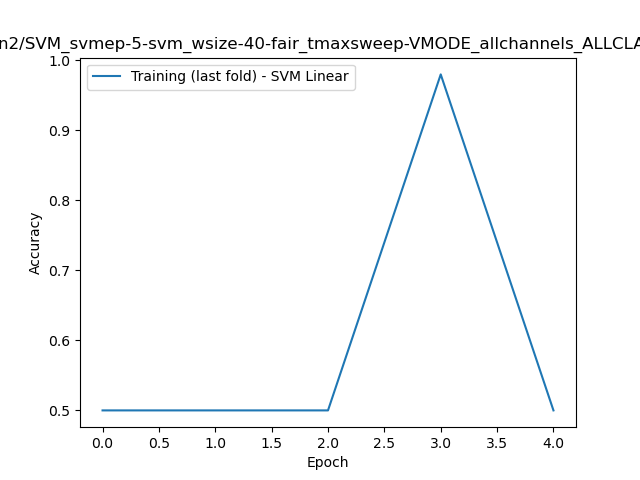 n2/SVM_svmep-5-svm_wsize-40-fair_tmaxsweep-VMODE_allchannels_ALLCLA
Training (last fold) - SVM Linear
1.0
0.9
0.8
0.7
0.6
0.5
Accuracy
0.0 0.5 1.0 1.5 2.0 2.5 3.0 3.5 4.0
Epoch